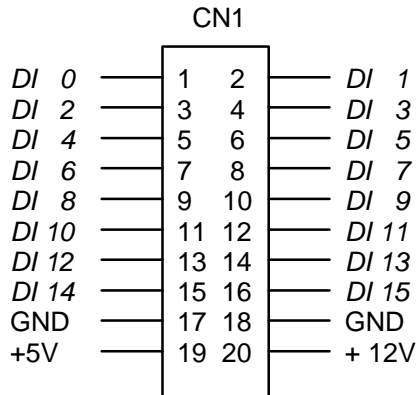 CN1
DI 0 1 2 DI 1
DI 2 3 4 DI 3
DI 4 5 6 DI 5
DI 6 7 8 DI 7
DI 8 9 10 DI 9
DI 10 11 12 DI 11
DI 12 13 14 DI 13
DI 14 15 16 DI 15
GND 17 18 GND
+5V 19 20 + 12V